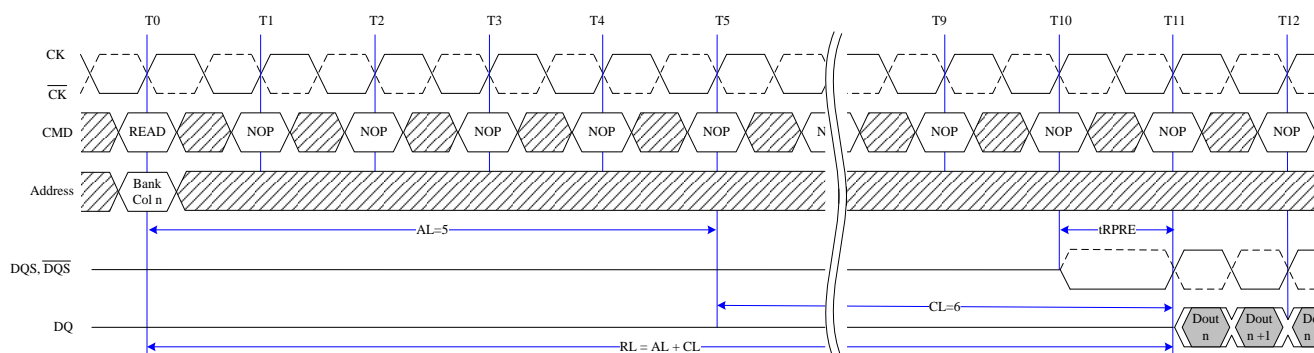 T0 T1 T2 T3 T4 T5 T9 T10 T11 T12
CK
CK
CMD READ NOP NOP NOP NOP NOP NOP NOP NOP NOP
Address Bank
Col n
AL=5 tRPRE
DQS, DQS
CL=6
DQ Dout Dout
n n +1 n
RL = AL + CL